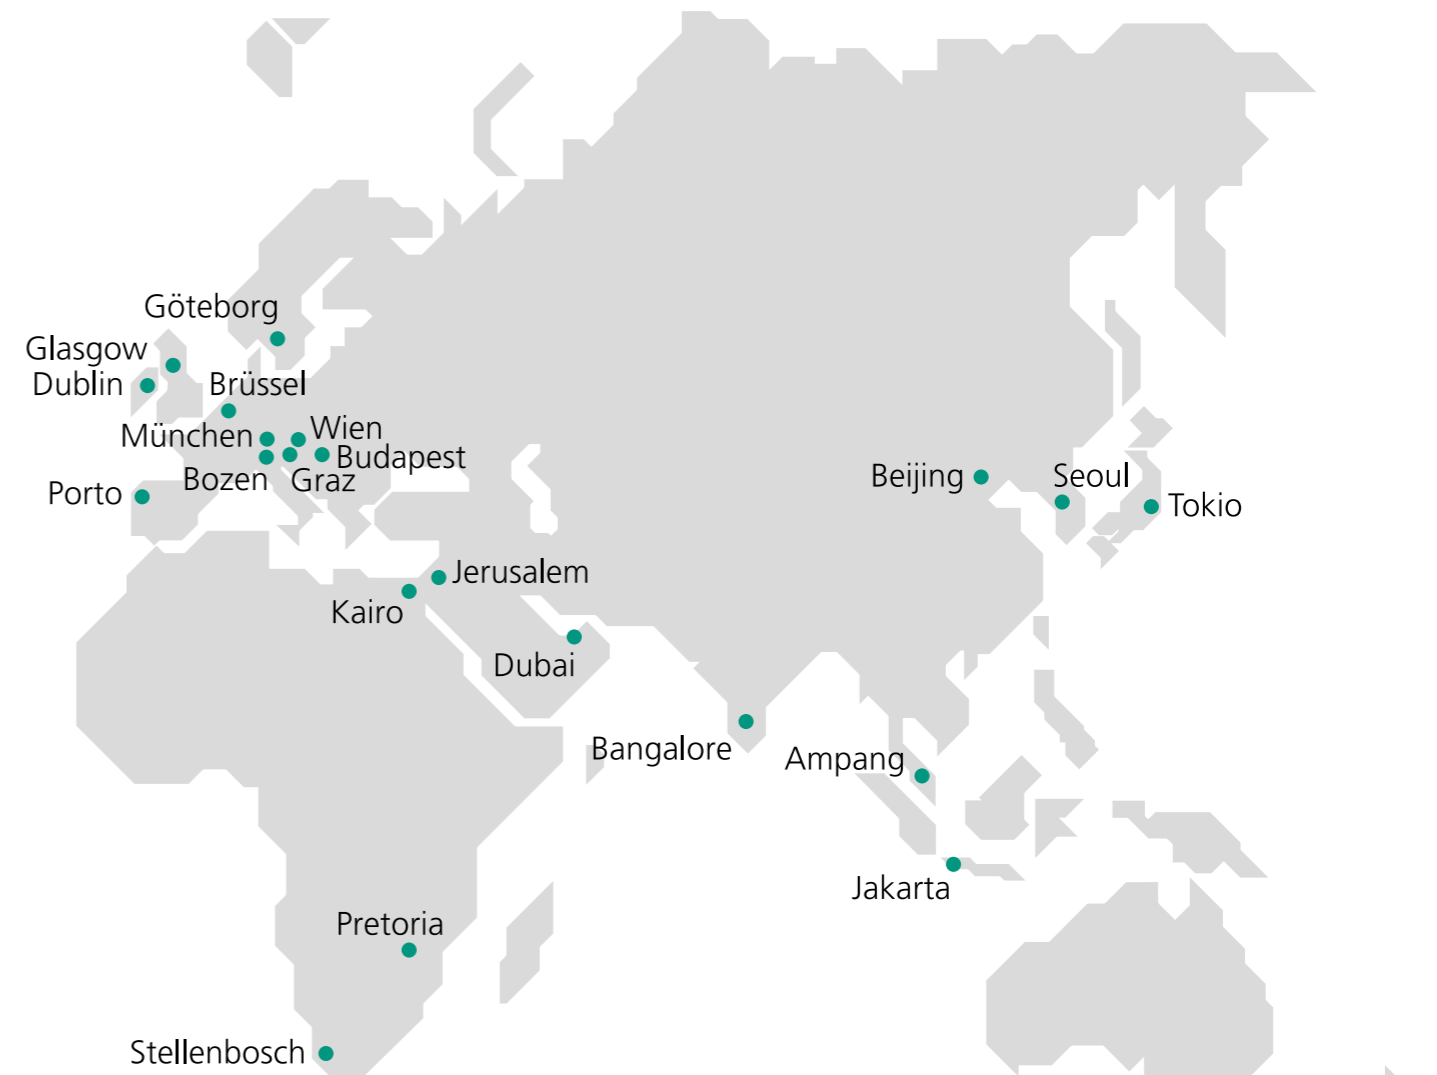 Göteborg
Glasgow
Dublin
Brüssel
Wien
München
Budapest
Bozen
Graz
Porto
Beijing
Seoul
Tokio
Jerusalem
Kairo
Dubai
Bangalore
Ampang
Jakarta
Pretoria
Stellenbosch